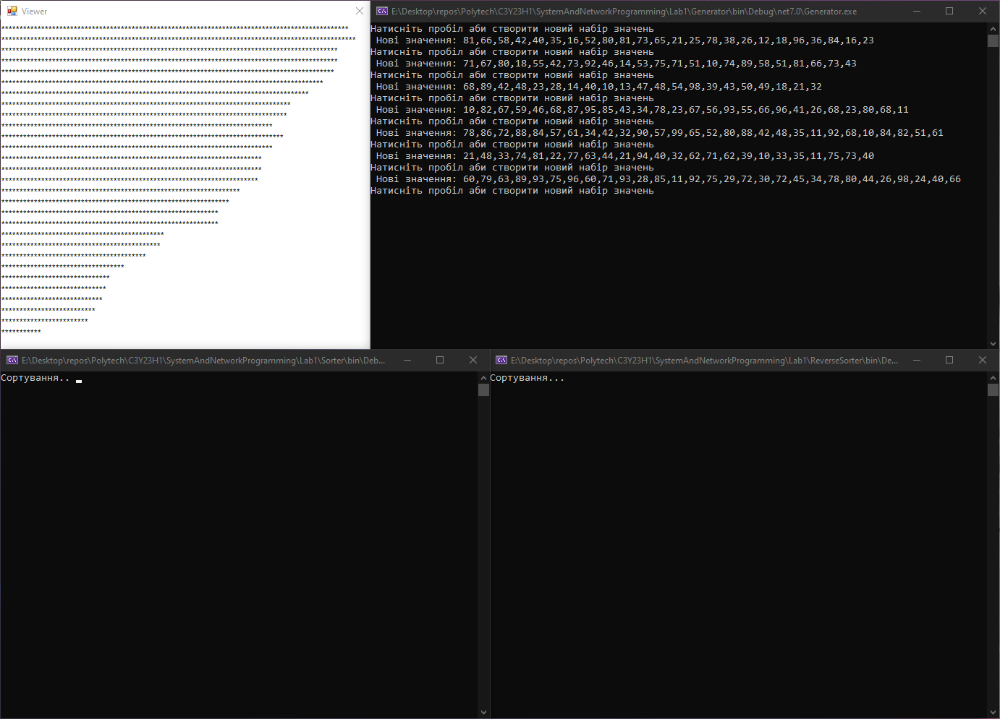 Viewer
E:\Desktop\repos\Polytech\C3Y23H1\SystemAndNetworkProgramming\Lab1\Generator\bin\Debug\net7.0\Generator.exe
Натисніть пробіл аби створити новий набір значень
Нові значення: 81,66,58,42,40,35,16,52,80,81,73,65,21,25,78,38,26,12,18,96,36,84,16,23
Натисніть пробіл аби створити новий набір значень
Нові значення: 71,67,80,18,55,42,73,92,46,14,53,75,71,51,10,74,89,58,51,81,66,73,43
Натисніть пробіл аби створити новий набір значень
Нові значення: 68,89,42,48,23,28,14,40,10,13,47,48,54,98,39,43,50,49,18,21,32
Натисніть пробіл аби створити новий набір значень
Нові значення: 10,82,67,59,46,68,87,95,85,43,34,78,23,67,56,93,55,66,96,41,26,68,23,80,68,11
Натисніть пробіл аби створити новий набір значень
Нові значення: 78,86,72,88,84,57,61,34,42,32,90,57,99,65,52,80,88,42,48,35,11,92,68,10,84,82,51,61
Натисніть пробіл аби створити новий набір значень
Нові значення: 21,48,33,74,81,22,77,63,44,21,94,40,32,62,71,62,39,10,33,35,11,75,73,40
Натисніть пробіл аби створити новий набір значень
Нові значення: 60,79,63,89,93,75,96,60,71,93,28,85,11,92,75,29,72,30,72,45,34,78,80,44,26,98,24,40,66
Натисніть пробіл аби створити новий набір значень
E:\Desktop\repos\Polytech\C3Y23H1\SystemAndNetworkProgramming\Lab1\Sorter\bin\Deb...
Сортування..
E:\Desktop\repos\Polytech\C3Y23H1\SystemAndNetworkProgramming\Lab1\ReverseSorter\bin\De...
Сортування...